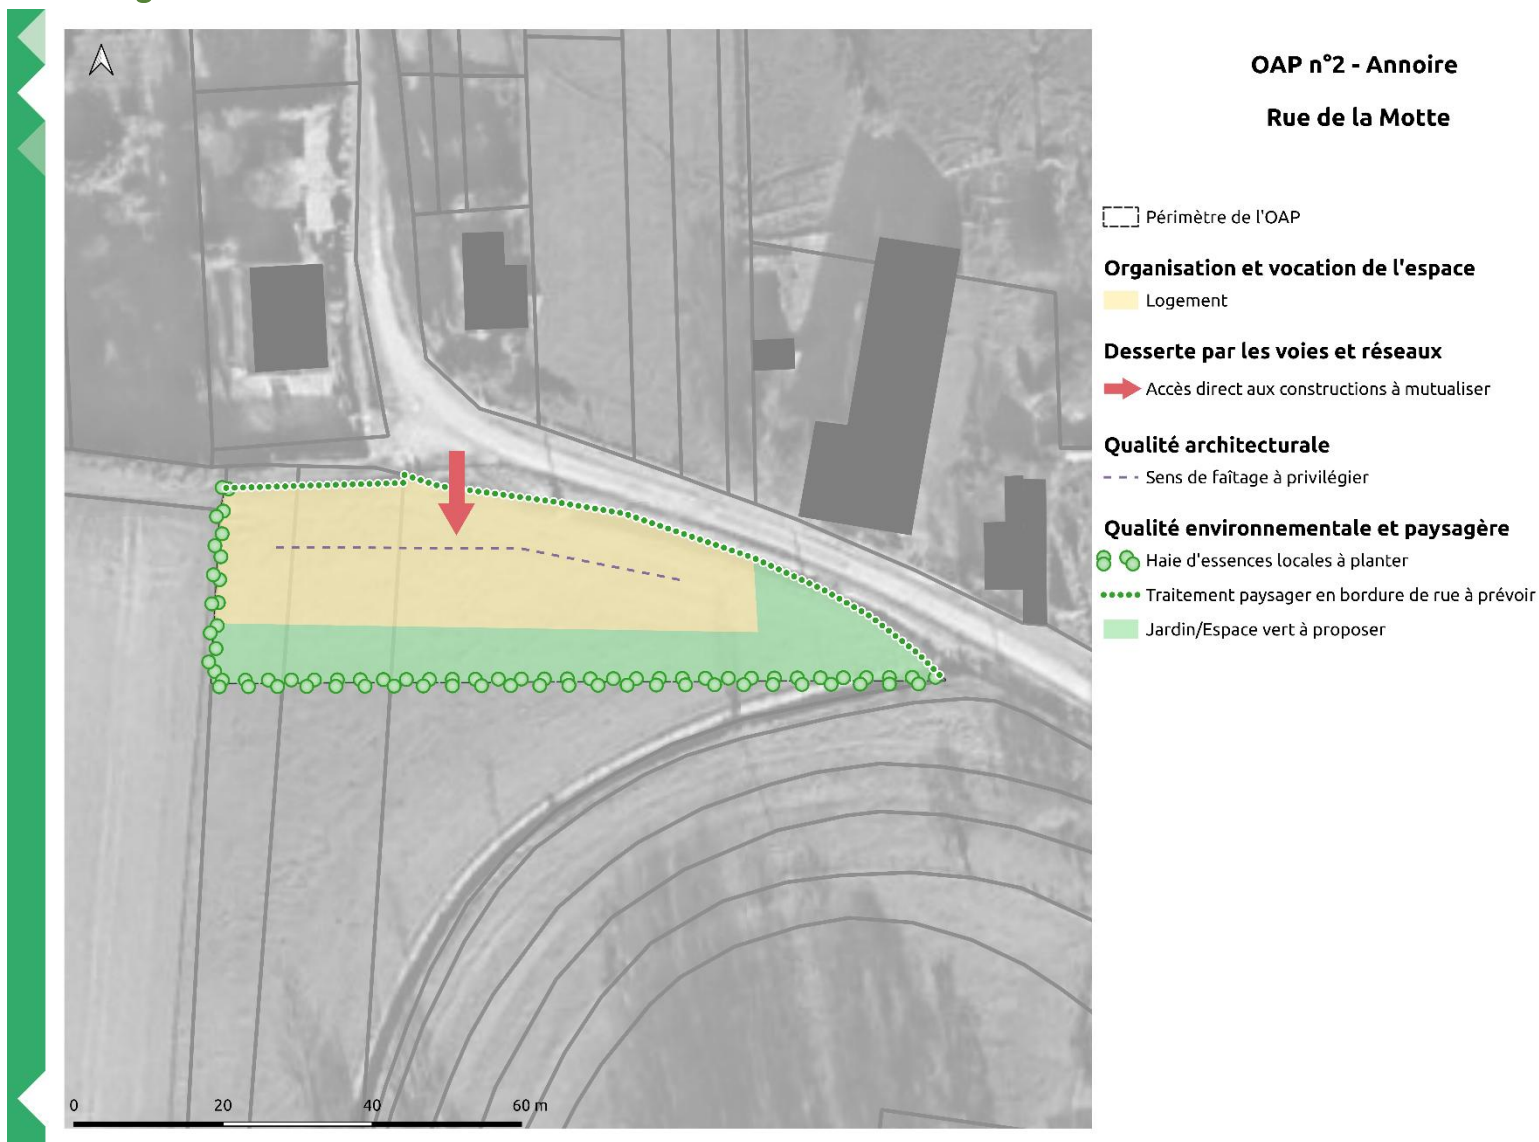 OAP n°2 - Annoire
Rue de la Motte
Périmètre de l'OAP
Organisation et vocation de l'espace
Logement
Desserte par les voies et réseaux
Accès direct aux constructions à mutualiser
Qualité architecturale
Sens de faîtage à privilégier
Qualité environnementale et paysagère
Haie d'essences locales à planter
Traitement paysager en bordure de rue à prévoir
Jardin/Espace vert à proposer
0 20 40 60 m